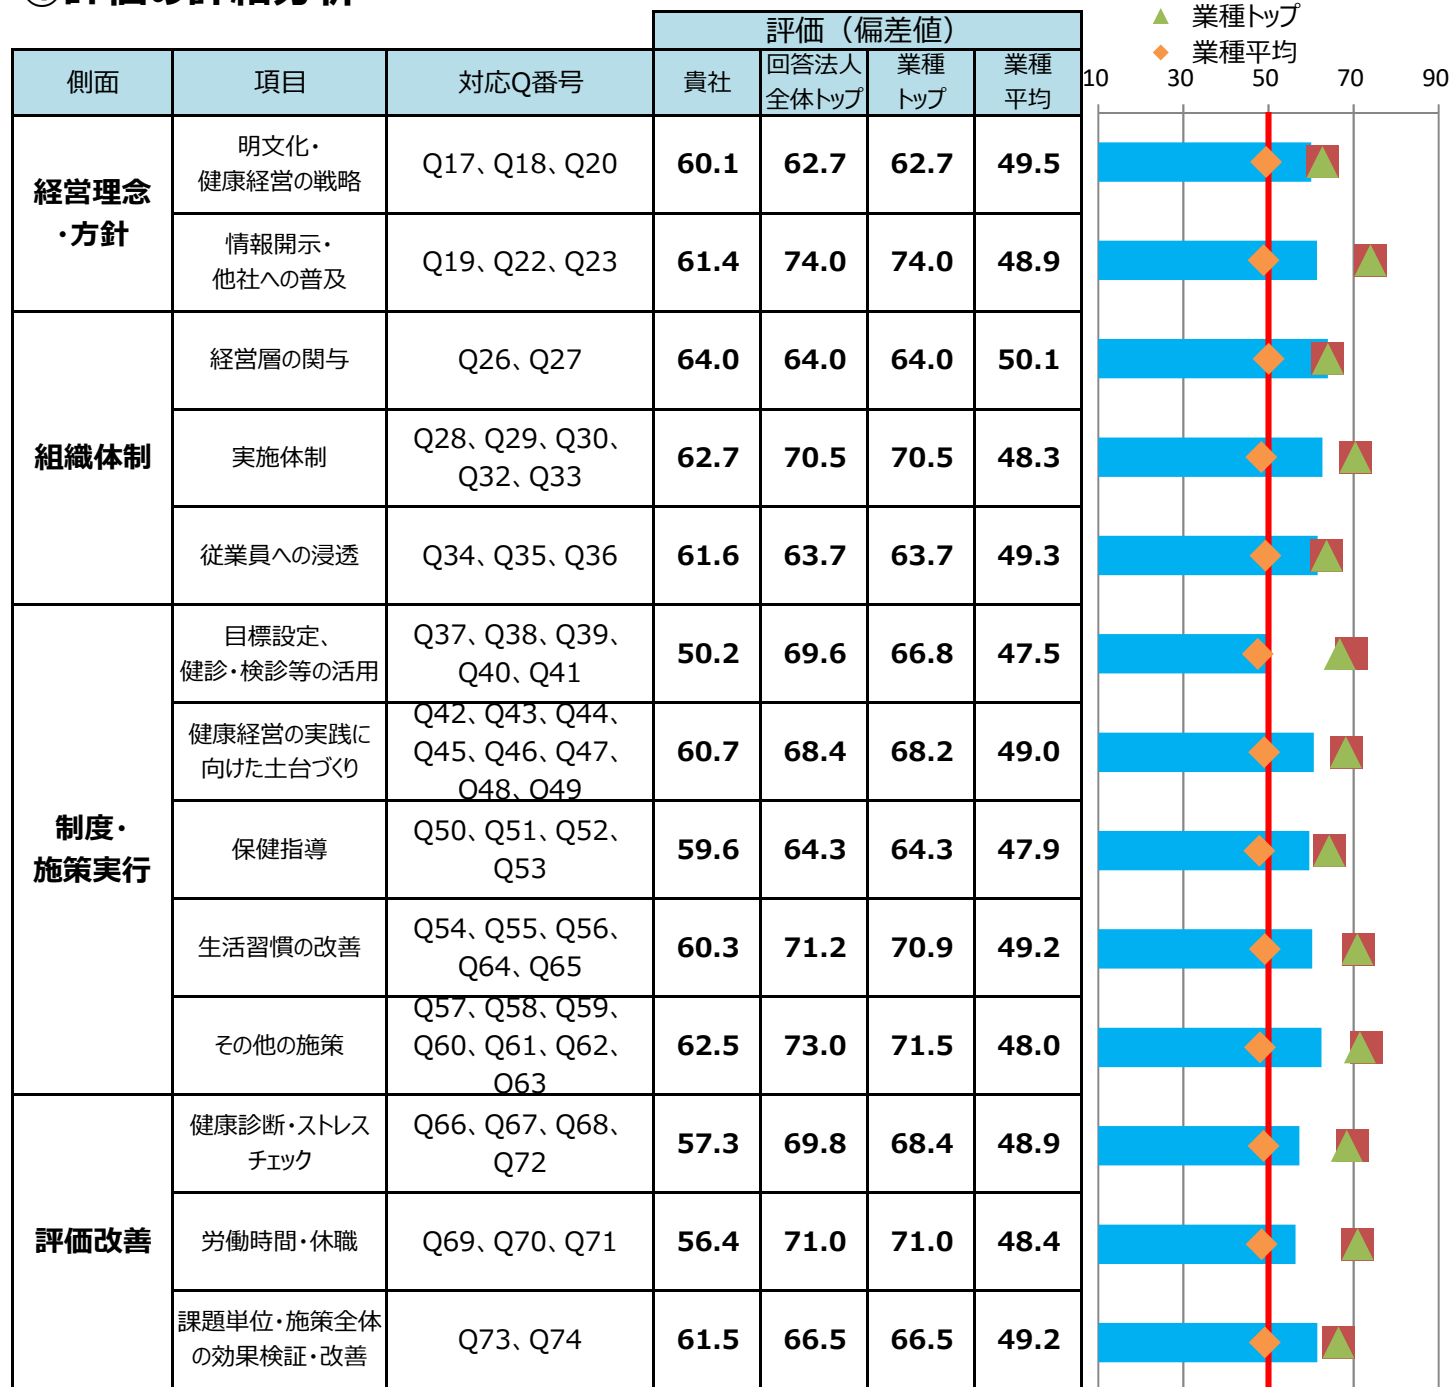 評価（偏差値）
▲ 業種トップ
◆ 業種平均
側面 項目 対応Q番号 貴社 回答法人 業種 業種
全体トップ トップ 平均
10 30 50 70 90
経営理念
・方針
明文化・
健康経営の戦略
Q17、Q18、Q20 60.1 62.7 62.7 49.5
情報開示・
他社への普及
Q19、Q22、Q23 61.4 74.0 74.0 48.9
組織体制
経営層の関与 Q26、Q27 64.0 64.0 64.0 50.1
実施体制
Q28、Q29、Q30、
Q32、Q33
62.7 70.5 70.5 48.3
従業員への浸透 Q34、Q35、Q36 61.6 63.7 63.7 49.3
制度・
施策実行
目標設定、
健診・検診等の活用
Q37、Q38、Q39、
Q40、Q41
50.2 69.6 66.8 47.5
健康経営の実践に
向けた土台づくり
Q42、Q43、Q44、
Q45、Q46、Q47、
Q48、Q49
60.7 68.4 68.2 49.0
保健指導
Q50、Q51、Q52、
Q53
59.6 64.3 64.3 47.9
生活習慣の改善
Q54、Q55、Q56、
Q64、Q65
60.3 71.2 70.9 49.2
その他の施策
Q57、Q58、Q59、
Q60、Q61、Q62、
Q63
62.5 73.0 71.5 48.0
評価改善
健康診断・ストレス
チェック
Q66、Q67、Q68、
Q72
57.3 69.8 68.4 48.9
労働時間・休職 Q69、Q70、Q71 56.4 71.0 71.0 48.4
課題単位・施策全体
の効果検証・改善
Q73、Q74 61.5 66.5 66.5 49.2